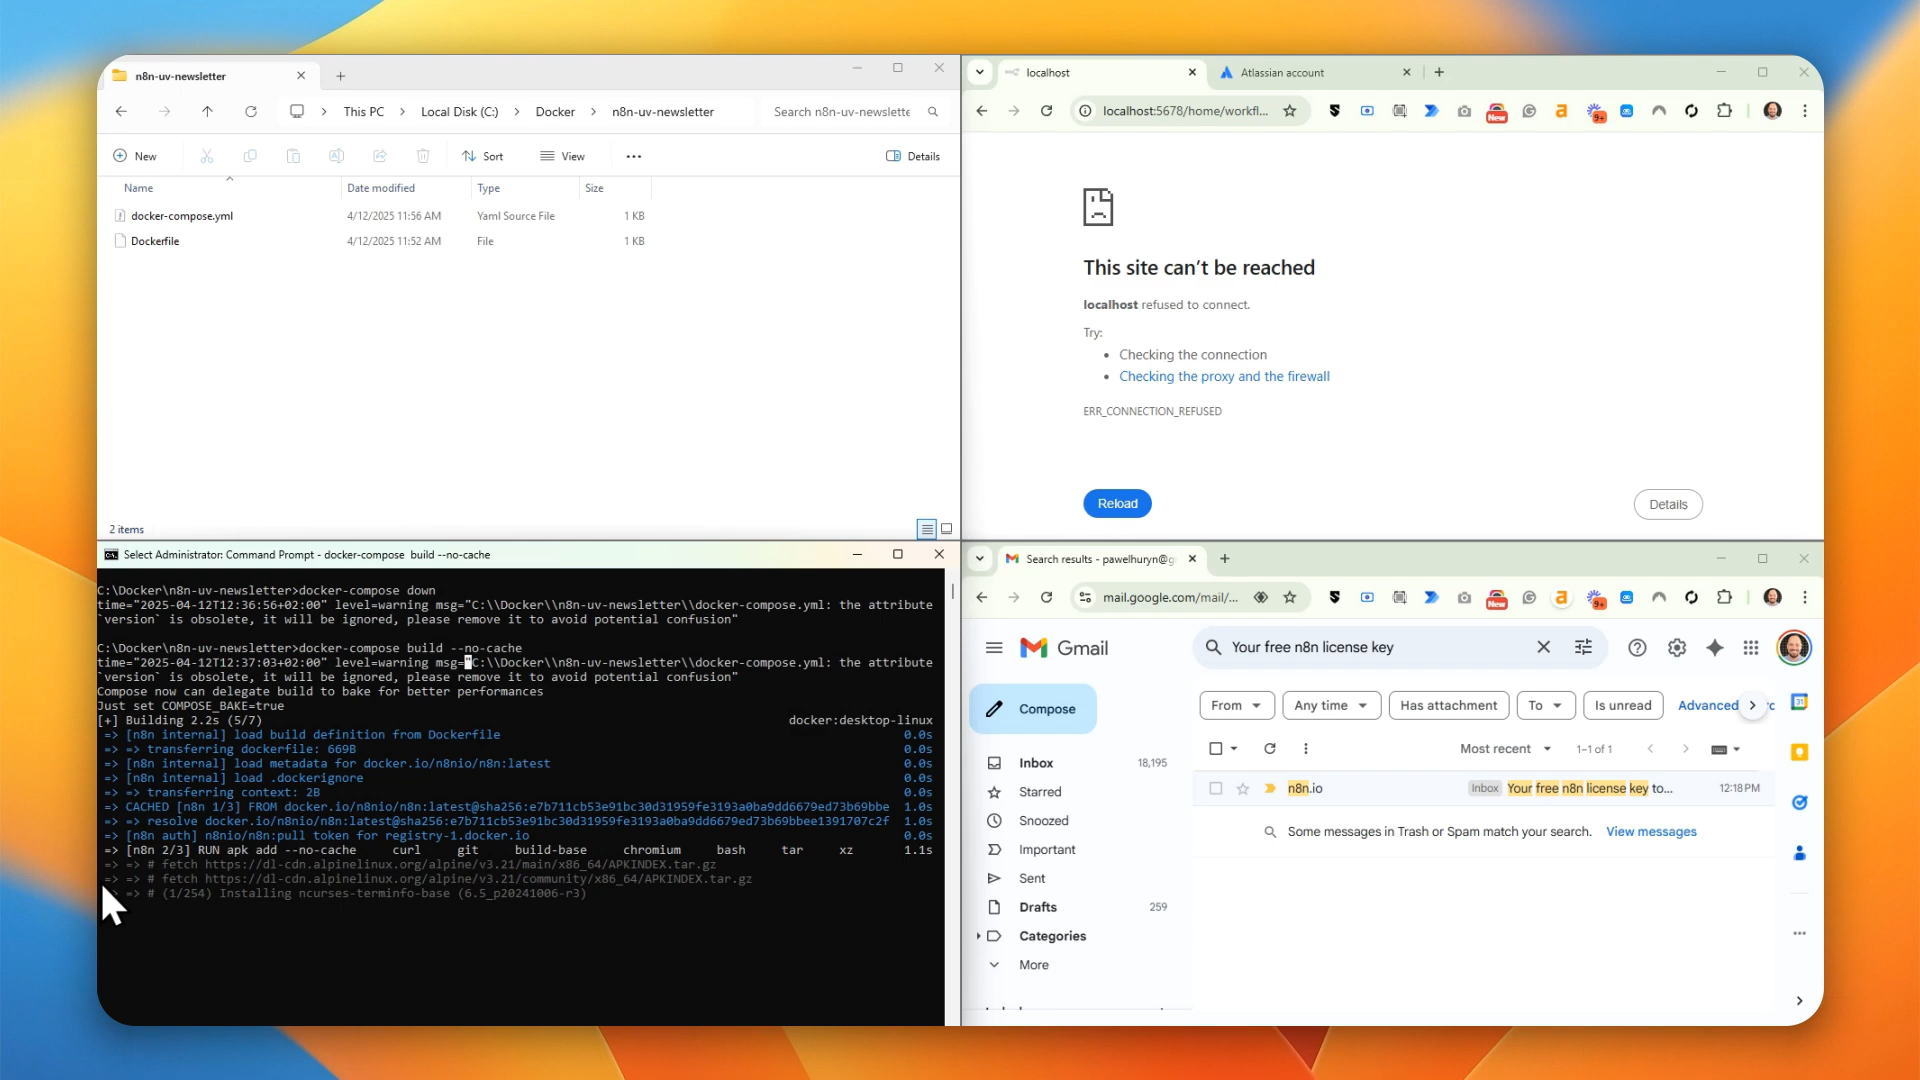 n8n-uv-newsletter
This PC > Local Disk (C:) > Docker > n8n-uv-newsletter
Search n8n-uv-newslette
New
Sort
View
Details
Name
Date modified
Type
Size
docker-compose.yml 4/12/2025 11:56 AM Yaml Source File 1 KB
Dockerfile 4/12/2025 11:52 AM File 1 KB
2 items
localhost
Atlassian account
localhost:5678/home/workfl...
New
9+
This site can't be reached
localhost refused to connect.
Try:
• Checking the connection
• Checking the proxy and the firewall
ERR_CONNECTION_REFUSED
Reload
Details
Select Administrator: Command Prompt - docker-compose build --no-cache
C:\Docker\n8n-uv-newsletter>docker-compose down
time="2025-04-12T12:36:56+02:00" level=warning msg="C:\\Docker\\n8n-uv-newsletter\\docker-compose.yml: the attribute
`version` is obsolete, it will be ignored, please remove it to avoid potential confusion"
C:\Docker\n8n-uv-newsletter>docker-compose build --no-cache
time="2025-04-12T12:37:03+02:00" level=warning msg="C:\\Docker\\n8n-uv-newsletter\\docker-compose.yml: the attribute
`version` is obsolete, it will be ignored, please remove it to avoid potential confusion"
Compose now can delegate build to bake for better performances
Just set COMPOSE_BAKE=true
[+] Building 2.2s (5/7) docker:desktop-linux
=> [n8n internal] load build definition from Dockerfile 0.0s
=> => transferring dockerfile: 669B 0.0s
=> [n8n internal] load metadata for docker.io/n8nio/n8n:latest 0.0s
=> [n8n internal] load .dockerignore 0.0s
=> => transferring context: 2B 0.0s
=> CACHED [n8n 1/3] FROM docker.io/n8nio/n8n:latest@sha256:e7b711cb53e91bc30d31959fe3193a0ba9dd6679ed73b69bbe 1.0s
=> => resolve docker.io/n8nio/n8n:latest@sha256:e7b711cb53e91bc30d31959fe3193a0ba9dd6679ed73b69bbee1391707c2f 1.0s
=> [n8n auth] n8nio/n8n:pull token for registry-1.docker.io 0.0s
=> [n8n 2/3] RUN apk add --no-cache curl git build-base chromium bash tar xz 1.1s
=> => # fetch https://dl-cdn.alpinelinux.org/alpine/v3.21/main/x86_64/APKINDEX.tar.gz
=> => # fetch https://dl-cdn.alpinelinux.org/alpine/v3.21/community/x86_64/APKINDEX.tar.gz
=> # (1/254) Installing ncurses-terminfo-base (6.5_p20241006-r3)
Search results - pawelhuryn@g
mail.google.com/mail/...
New
9+
Gmail
Your free n8n license key
Compose
From
Any time
Has attachment
To
Is unread
Advanced
Most recent
1–1 of 1
Inbox 18,195
Starred
Snoozed
Important
Sent
Drafts 259
Categories
More
n8n.io Inbox Your free n8n license key to... 12:18 PM
Some messages in Trash or Spam match your search. View messages
31